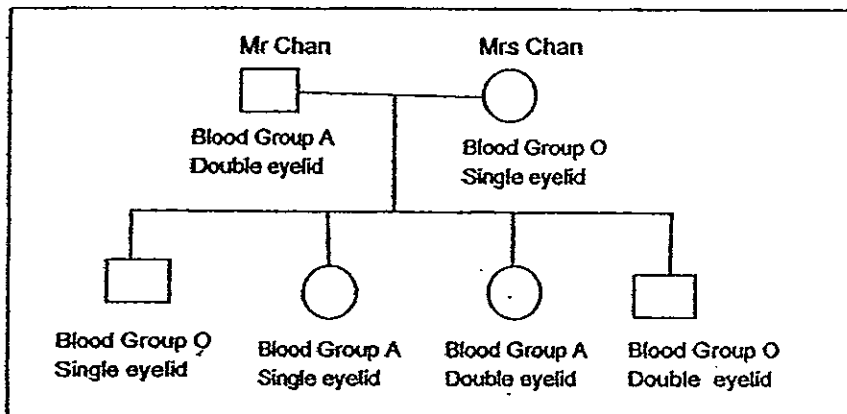 Mr Chan
Mrs Chan
Blood Group A
Double eyelid
Blood Group O
Single eyelid
Blood Group O
Single eyelid
Blood Group A
Single eyelid
Blood Group A
Double eyelid
Blood Group O
Double eyelid